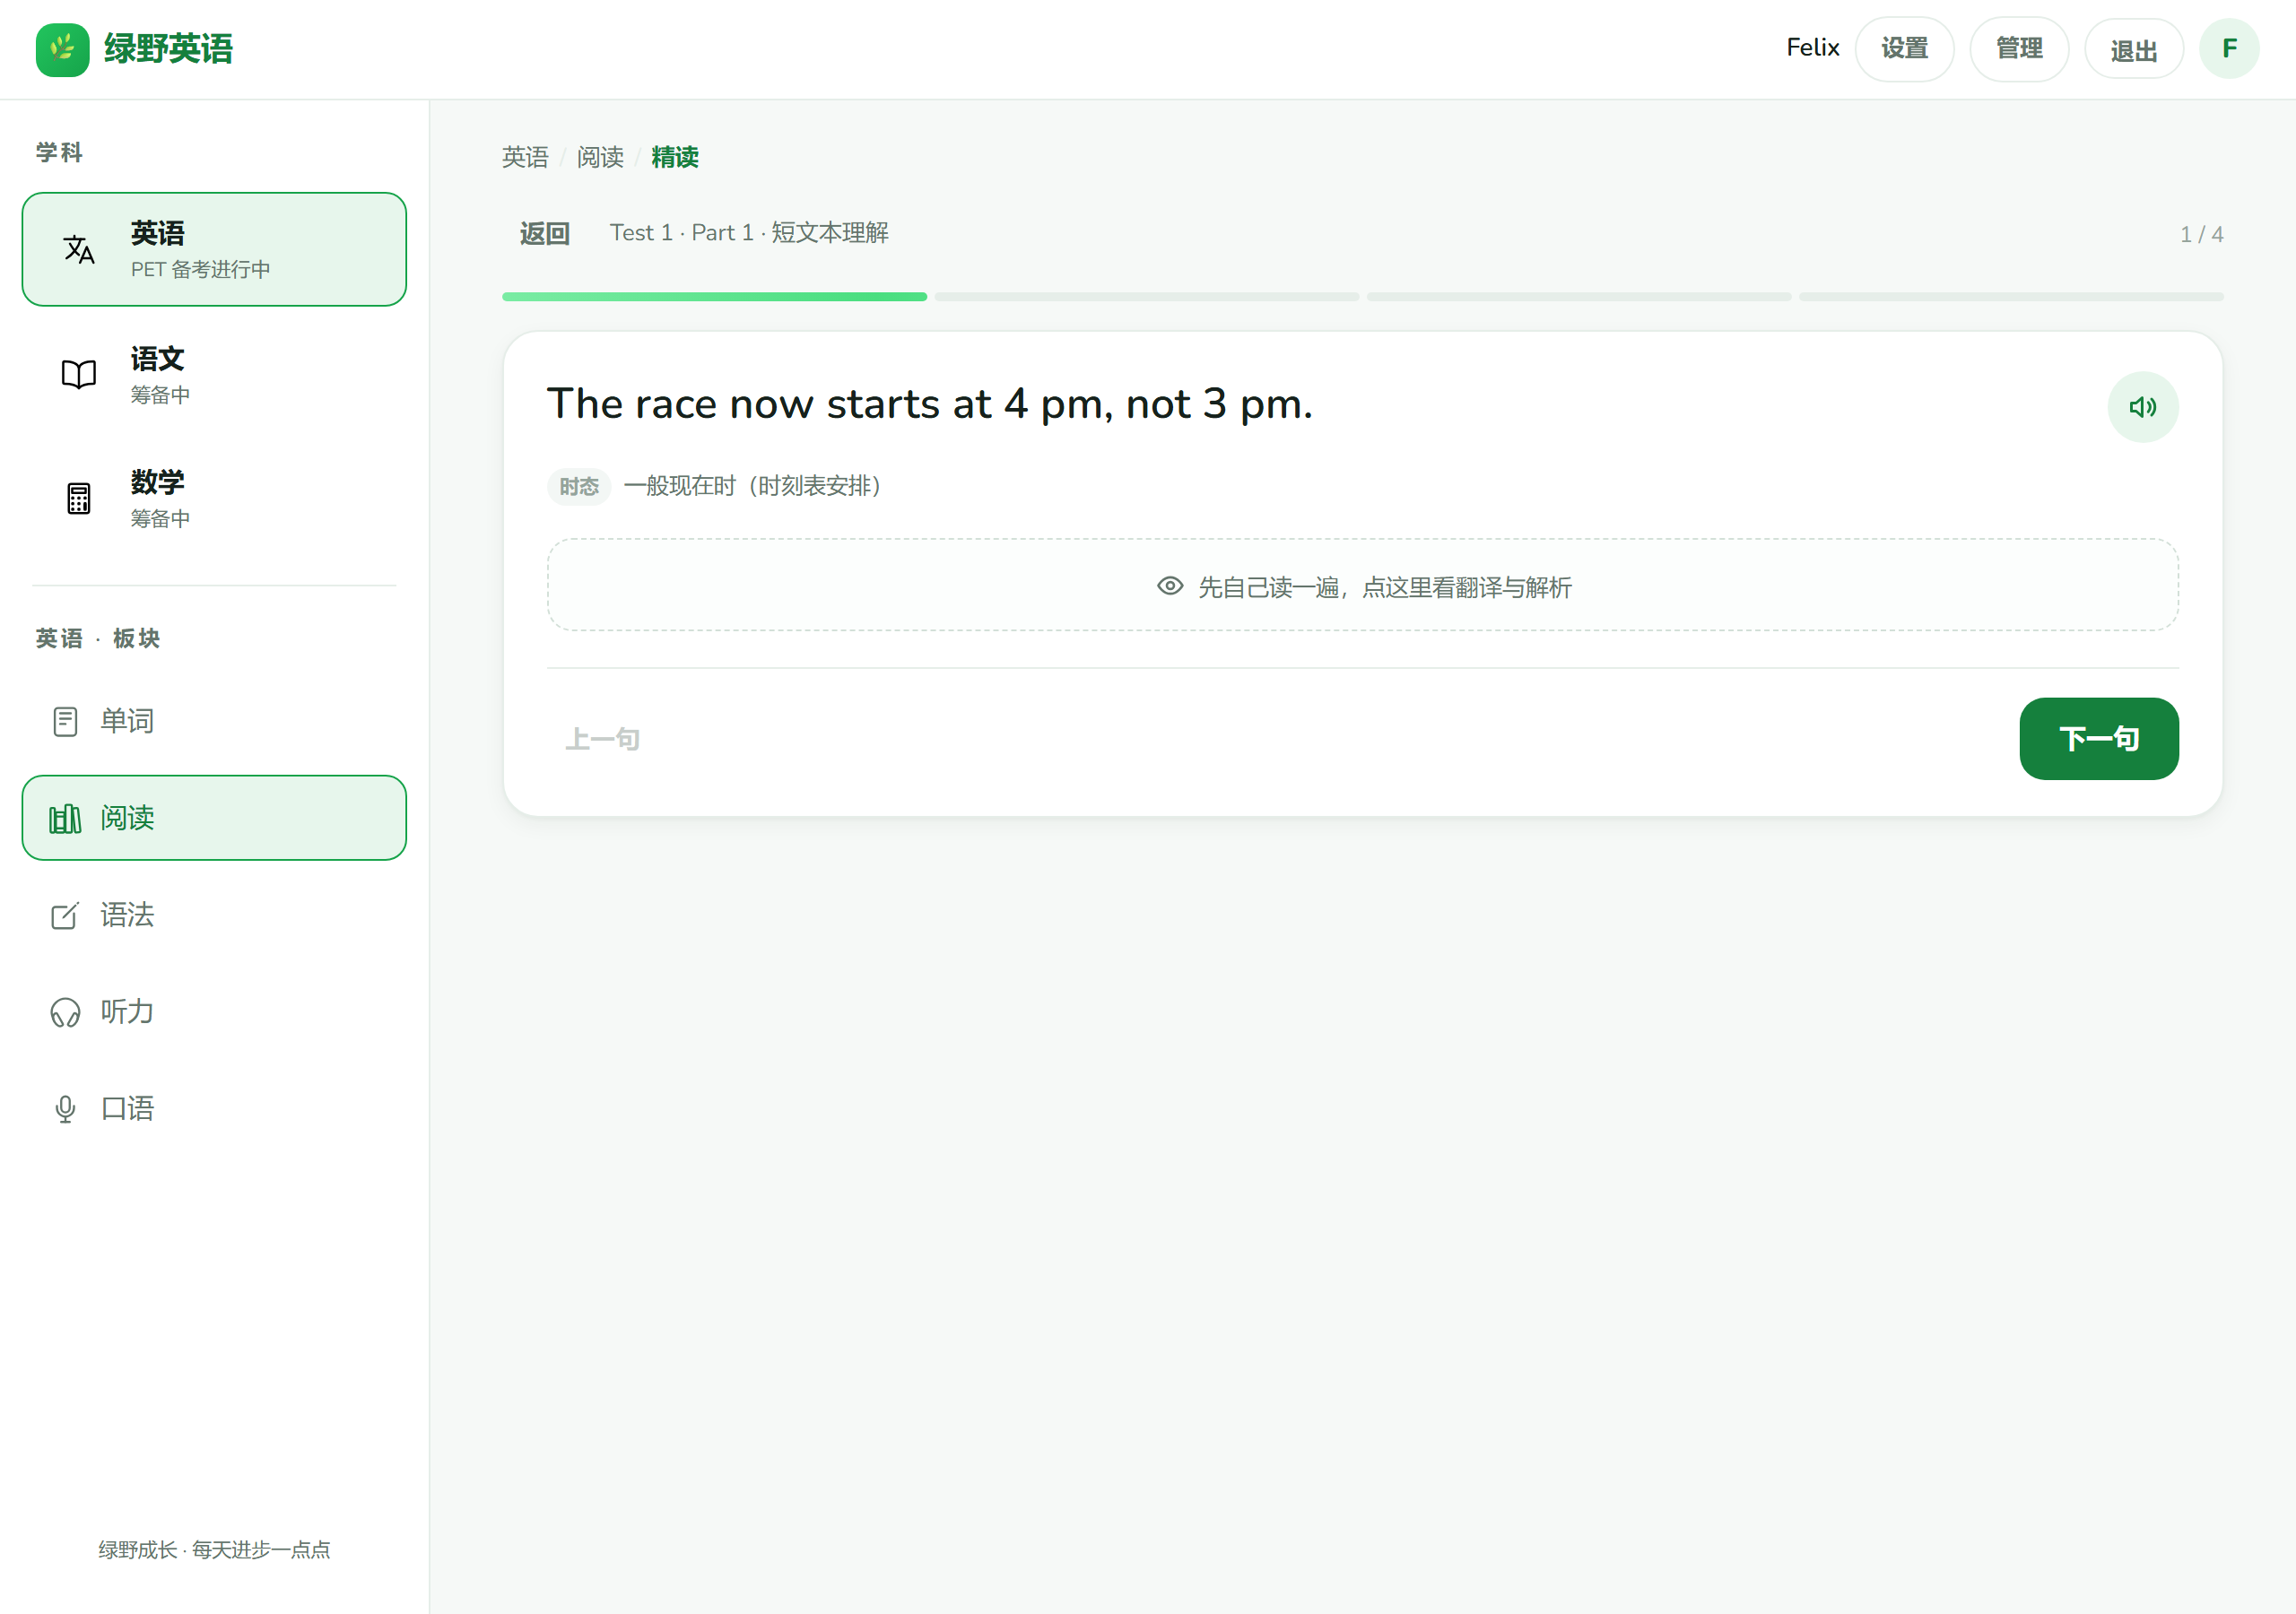 绿野英语
Felix
设置
管理
退出
F
学科
英语
PET 备考进行中
语文
筹备中
数学
筹备中
英语 · 板块
单词
阅读
语法
听力
口语
绿野成长 · 每天进步一点点
英语 / 阅读 / 精读
返回
Test 1 · Part 1 · 短文本理解
1 / 4
The race now starts at 4 pm, not 3 pm.
时态 一般现在时（时刻表安排）
先自己读一遍，点这里看翻译与解析
上一句
下一句